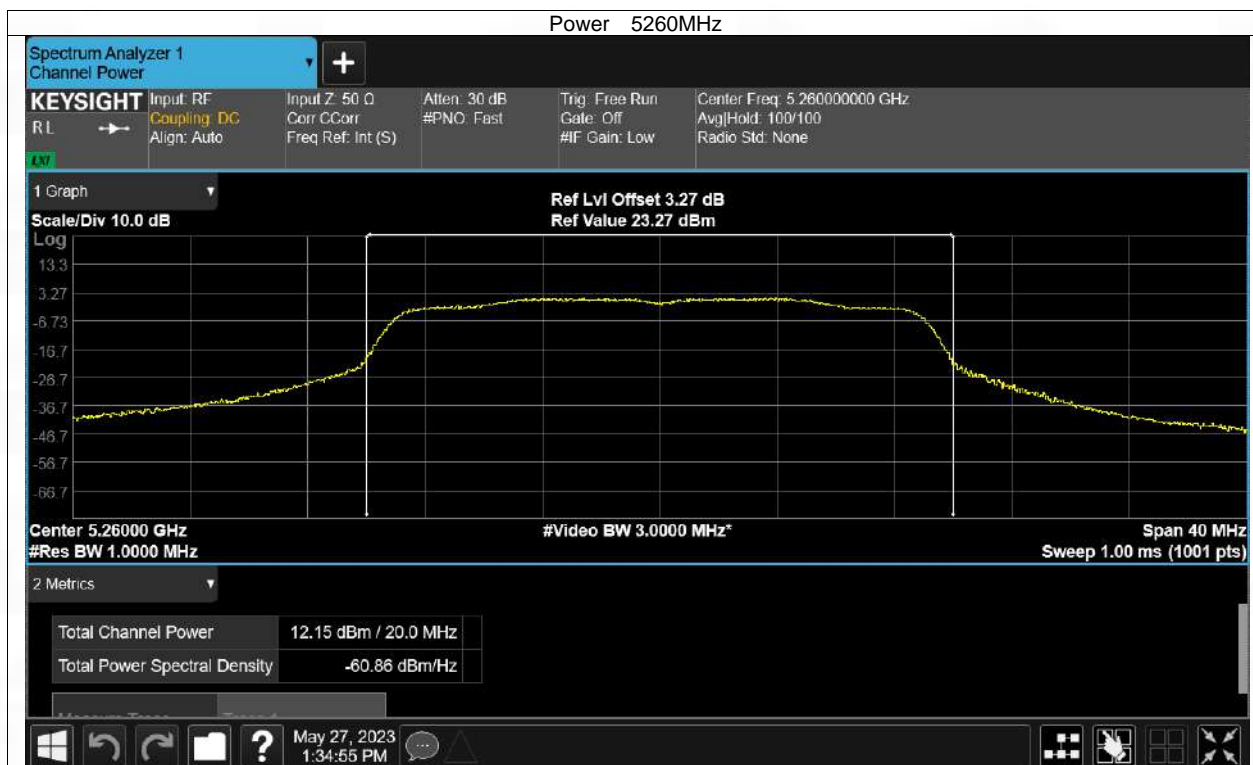 Power 5260MHz
Spectrum Analyzer 1
Channel Power
+
KEYSIGHT
RL
LXI
Input: RF
Coupling: DC
Align: Auto
Input Z: 50 Ω
Corr CCorr
Freq Ref: Int (S)
Atten: 30 dB
#PNO: Fast
Trig: Free Run
Gate: Off
#IF Gain: Low
Center Freq: 5.260000000 GHz
Avg|Hold: 100/100
Radio Std: None
1 Graph
Scale/Div 10.0 dB
Ref Lvl Offset 3.27 dB
Ref Value 23.27 dBm
Log
13.3
3.27
-6.73
-16.7
-26.7
-36.7
-46.7
-56.7
-66.7
Center 5.26000 GHz
#Res BW 1.0000 MHz
#Video BW 3.0000 MHz*
Span 40 MHz
Sweep 1.00 ms (1001 pts)
2 Metrics
Total Channel Power 12.15 dBm / 20.0 MHz
Total Power Spectral Density -60.86 dBm/Hz
?
May 27, 2023
1:34:55 PM